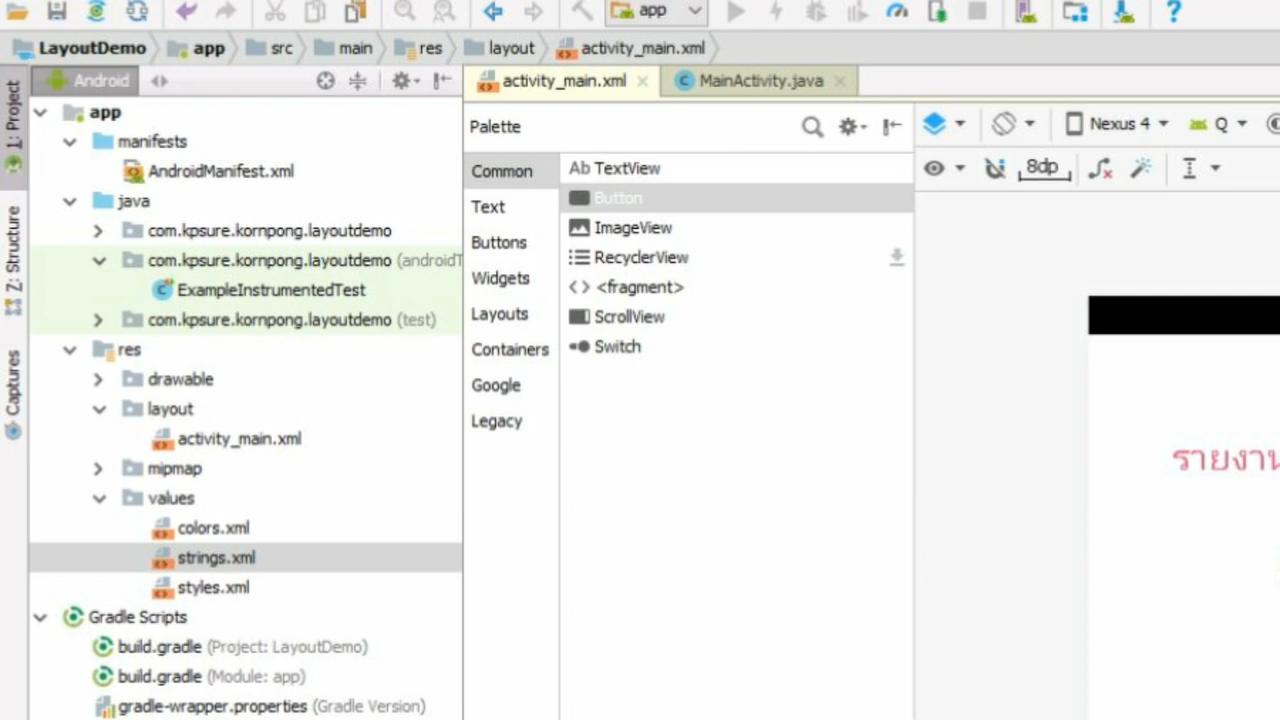 app
LayoutDemo app src main res layout activity_main.xml
1: Project
Z: Structure
Captures
Android
app
manifests
AndroidManifest.xml
java
com.kpsure.kornpong.layoutdemo
com.kpsure.kornpong.layoutdemo (androidT
ExampleInstrumentedTest
com.kpsure.kornpong.layoutdemo (test)
res
drawable
layout
activity_main.xml
mipmap
values
colors.xml
strings.xml
styles.xml
Gradle Scripts
build.gradle (Project: LayoutDemo)
build.gradle (Module: app)
gradle-wrapper.properties (Gradle Version)
activity_main.xml MainActivity.java
Palette
Common
Text
Buttons
Widgets
Layouts
Containers
Google
Legacy
Ab TextView
Button
ImageView
RecyclerView
<fragment>
ScrollView
Switch
Nexus 4 Q
8dp
รายงาน